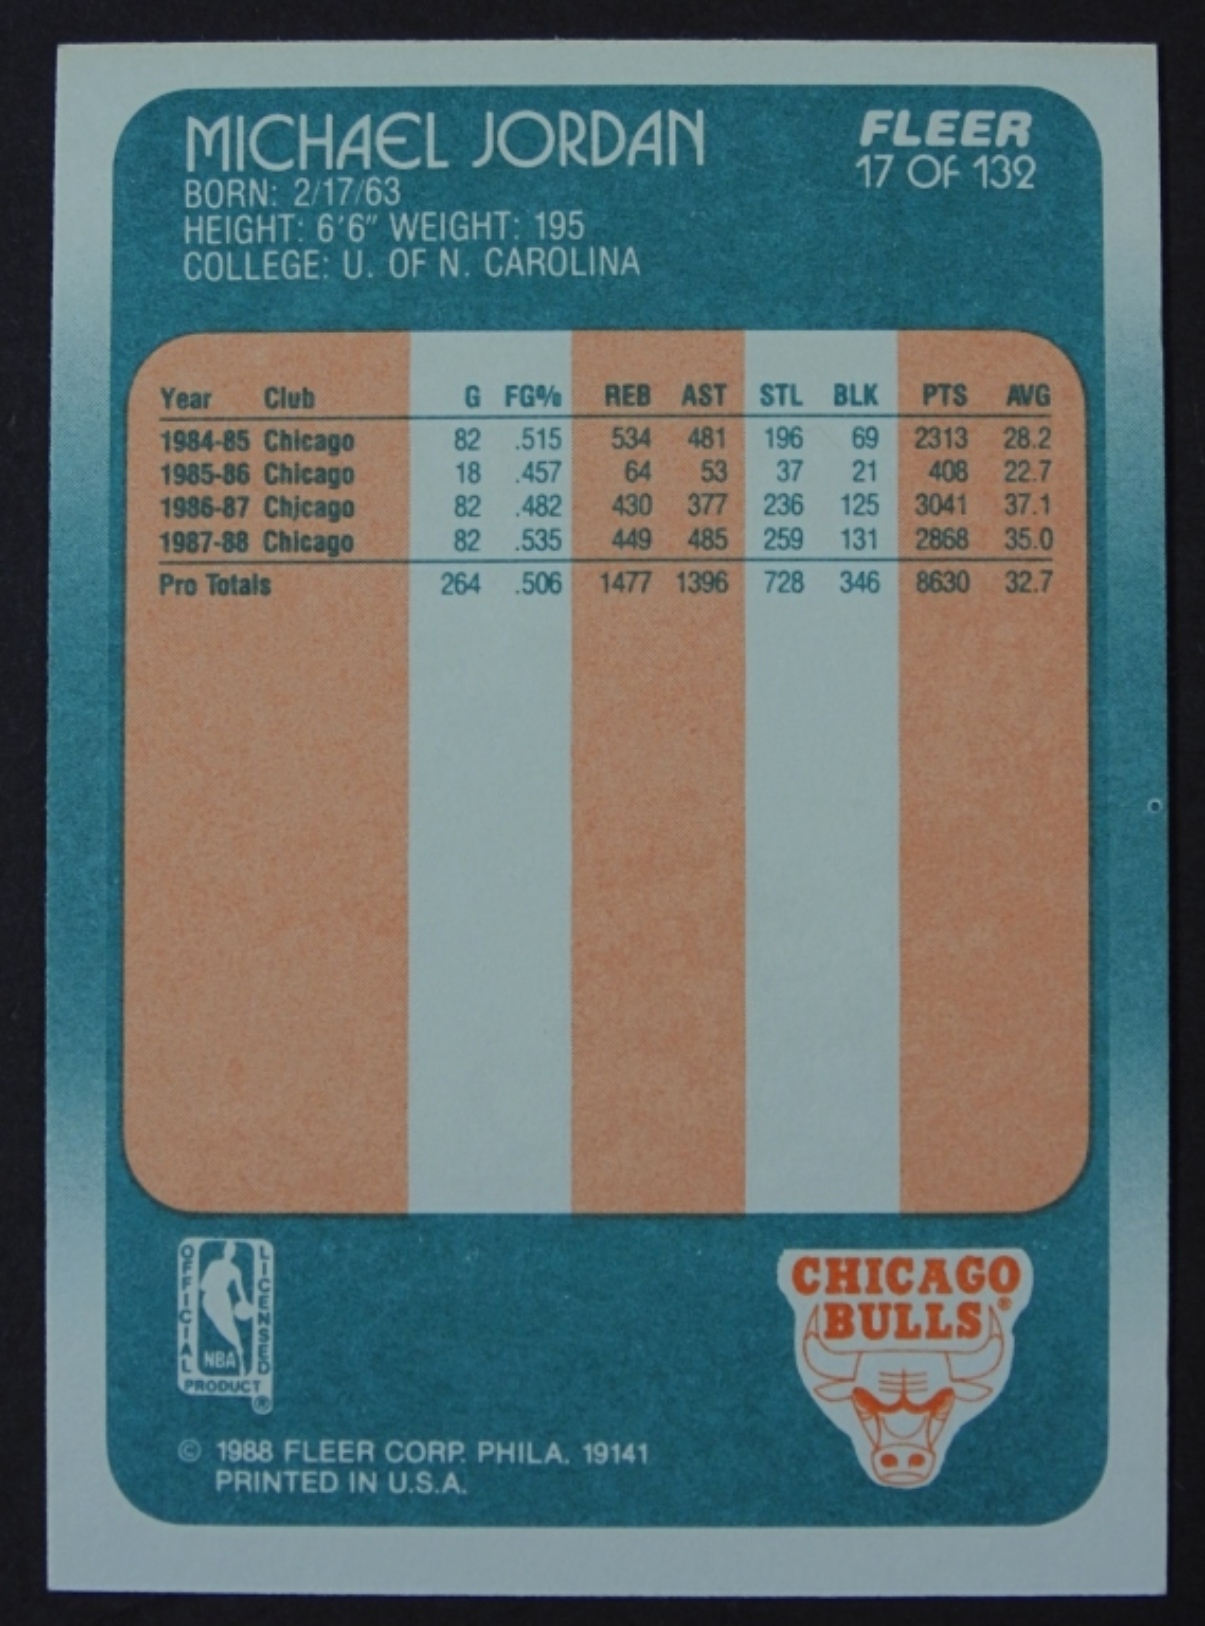 MICHAEL JORDAN
FLEER
17 OF 132
BORN: 2/17/63
HEIGHT: 6'6" WEIGHT: 195
COLLEGE: U. OF N. CAROLINA
Year Club G FG% REB AST STL BLK PTS AVG
1984-85 Chicago 82 .515 534 481 196 69 2313 28.2
1985-86 Chicago 18 .457 64 53 37 21 408 22.7
1986-87 Chicago 82 .482 430 377 236 125 3041 37.1
1987-88 Chicago 82 .535 449 485 259 131 2868 35.0
Pro Totals 264 .506 1477 1396 728 346 8630 32.7
OFFICIAL
LICENSED
NBA
PRODUCT
®
CHICAGO
BULLS®
© 1988 FLEER CORP. PHILA. 19141
PRINTED IN U.S.A.